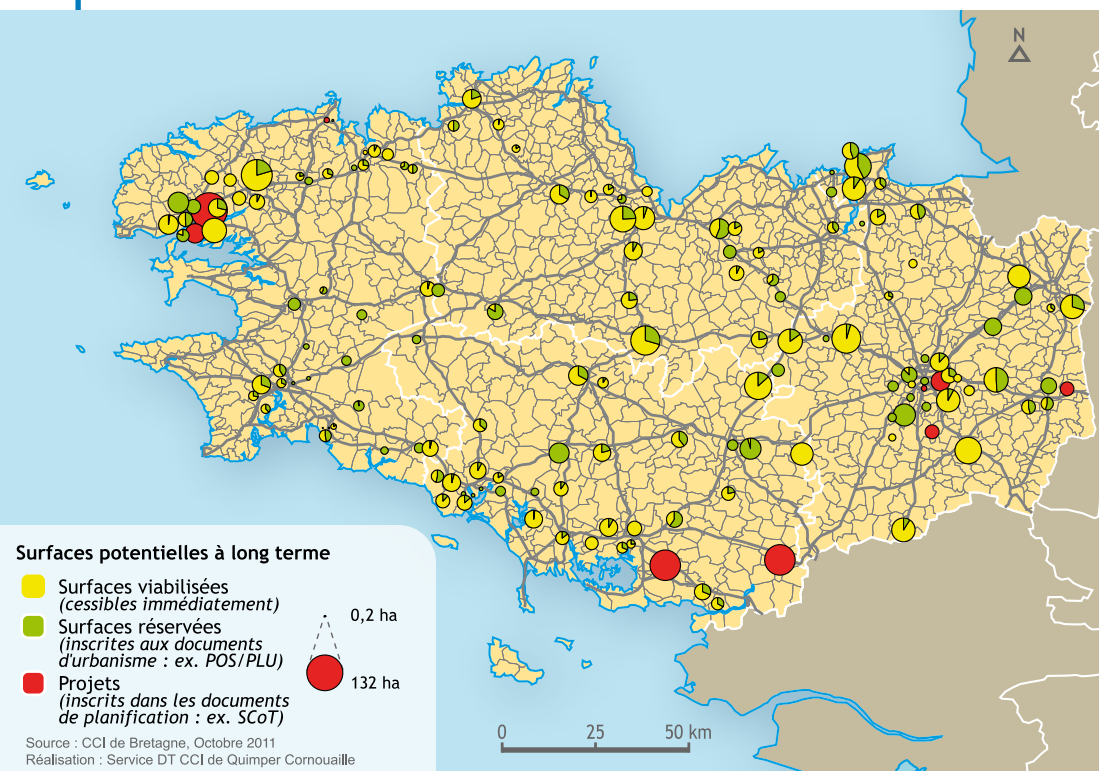 N
Surfaces potentielles à long terme
Surfaces viabilisées
(cessibles immédiatement)
Surfaces réservées
(inscrites aux documents
d'urbanisme : ex. POS/PLU)
Projets
(inscrits dans les documents
de planification : ex. SCoT)
0,2 ha
132 ha
Source : CCI de Bretagne, Octobre 2011
Réalisation : Service DT CCI de Quimper Cornouaille
0 25 50 km